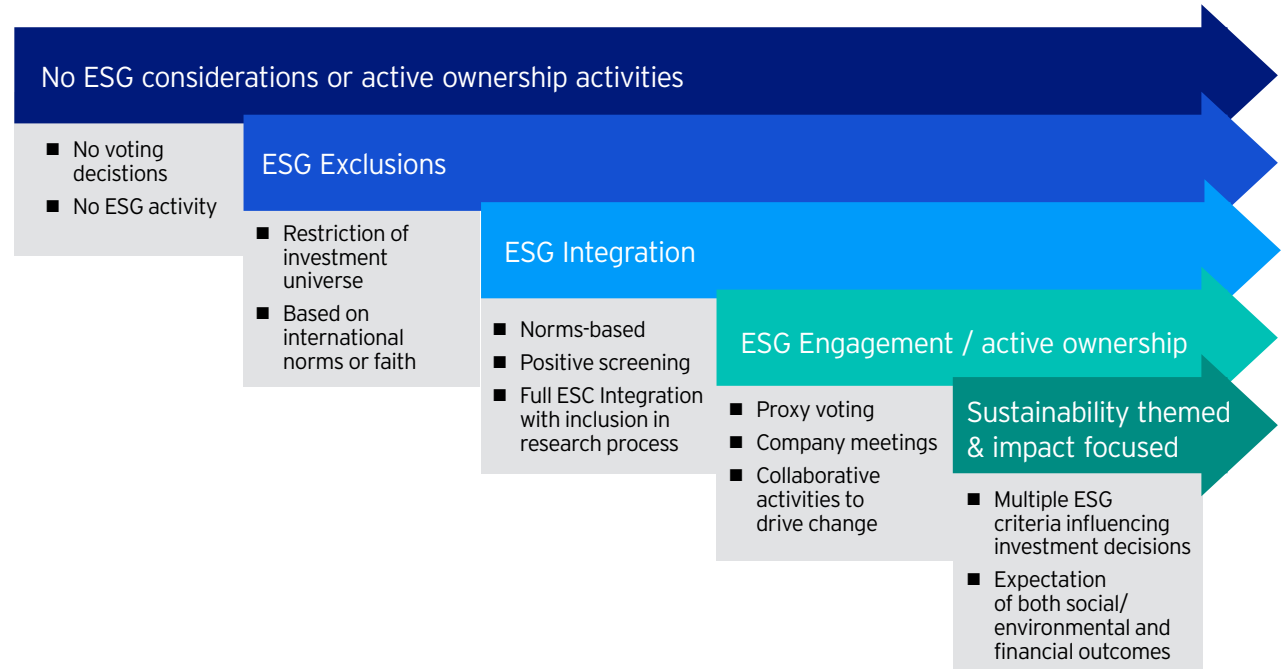 No ESG considerations or active ownership activities
■ No voting
decistions
■ No ESG activity
ESG Exclusions
■ Restriction of
investment
universe
■ Based on
international
norms or faith
ESG Integration
■ Norms-based
■ Positive screening
■ Full ESC Integration
with inclusion in
research process
ESG Engagement / active ownership
■ Proxy voting
■ Company meetings
■ Collaborative
activities to
drive change
Sustainability themed
& impact focused
■ Multiple ESG
criteria influencing
investment decisions
■ Expectation
of both social/
environmental and
financial outcomes